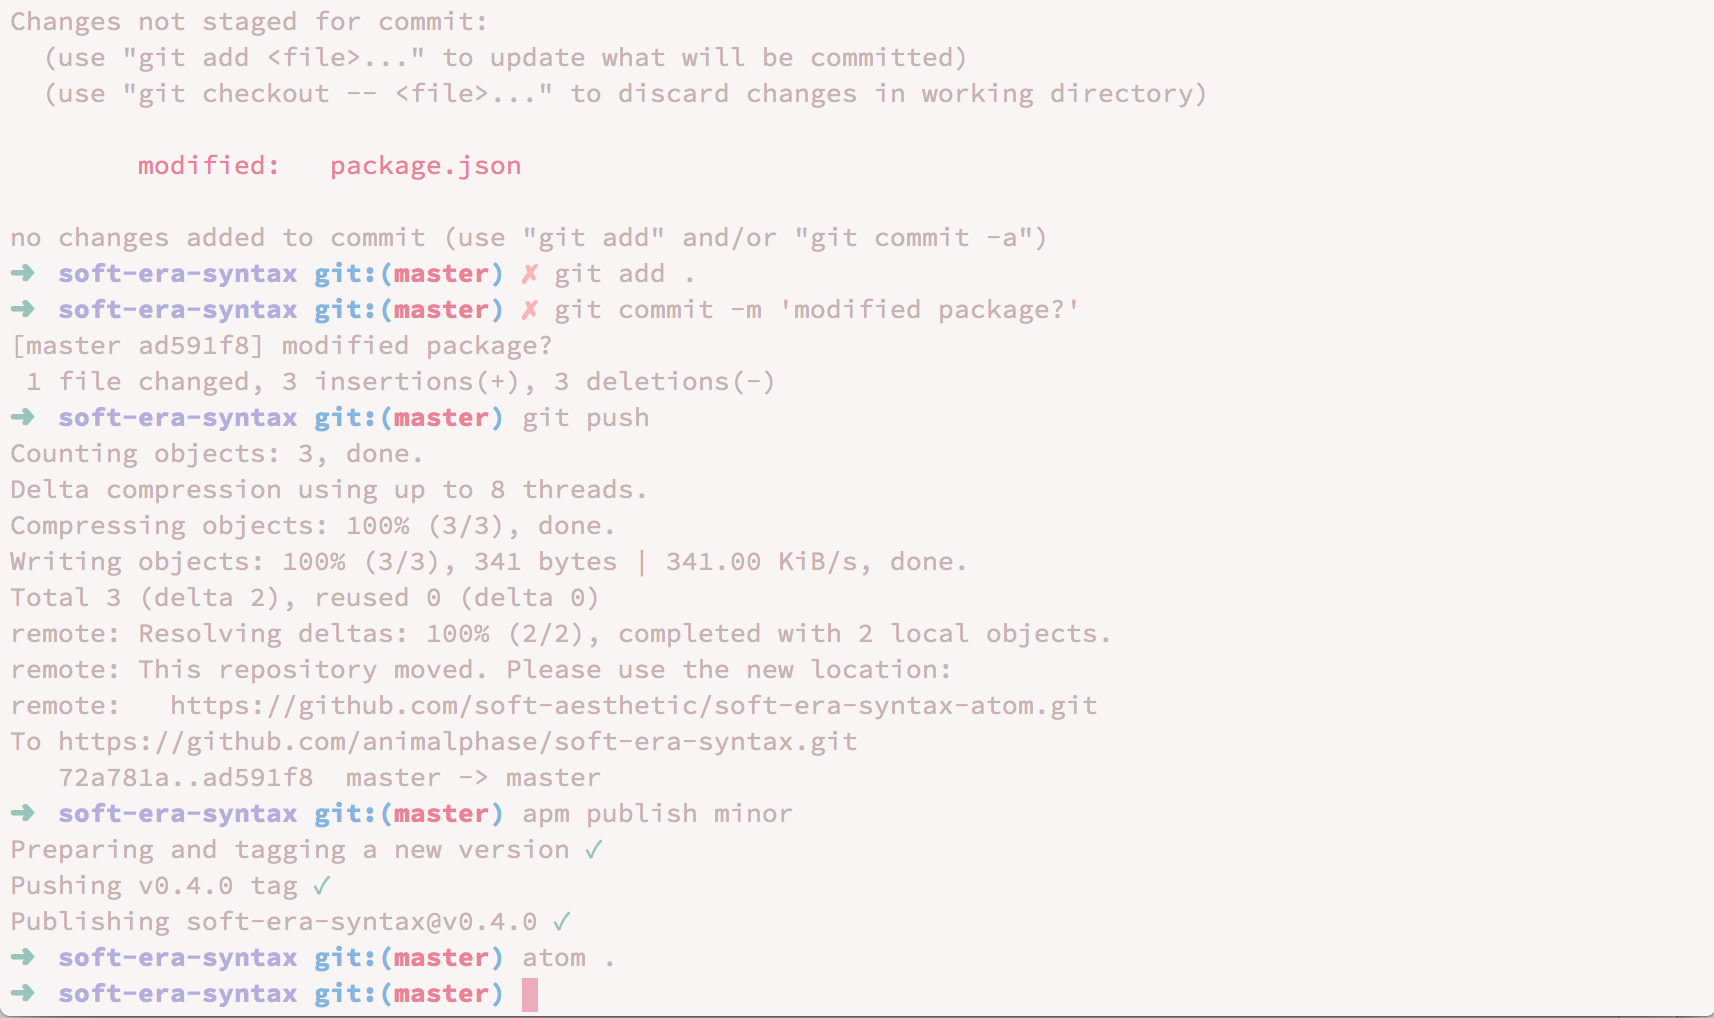 Changes not staged for commit:
  (use "git add <file>..." to update what will be committed)
  (use "git checkout -- <file>..." to discard changes in working directory)
        modified:   package.json
no changes added to commit (use "git add" and/or "git commit -a")
➜  soft-era-syntax git:(master) ✗ git add .
➜  soft-era-syntax git:(master) ✗ git commit -m 'modified package?'
[master ad591f8] modified package?
 1 file changed, 3 insertions(+), 3 deletions(-)
➜  soft-era-syntax git:(master) git push
Counting objects: 3, done.
Delta compression using up to 8 threads.
Compressing objects: 100% (3/3), done.
Writing objects: 100% (3/3), 341 bytes | 341.00 KiB/s, done.
Total 3 (delta 2), reused 0 (delta 0)
remote: Resolving deltas: 100% (2/2), completed with 2 local objects.
remote: This repository moved. Please use the new location:
remote:   https://github.com/soft-aesthetic/soft-era-syntax-atom.git
To https://github.com/animalphase/soft-era-syntax.git
   72a781a..ad591f8  master -> master
➜  soft-era-syntax git:(master) apm publish minor
Preparing and tagging a new version ✓
Pushing v0.4.0 tag ✓
Publishing soft-era-syntax@v0.4.0 ✓
➜  soft-era-syntax git:(master) atom .
➜  soft-era-syntax git:(master)